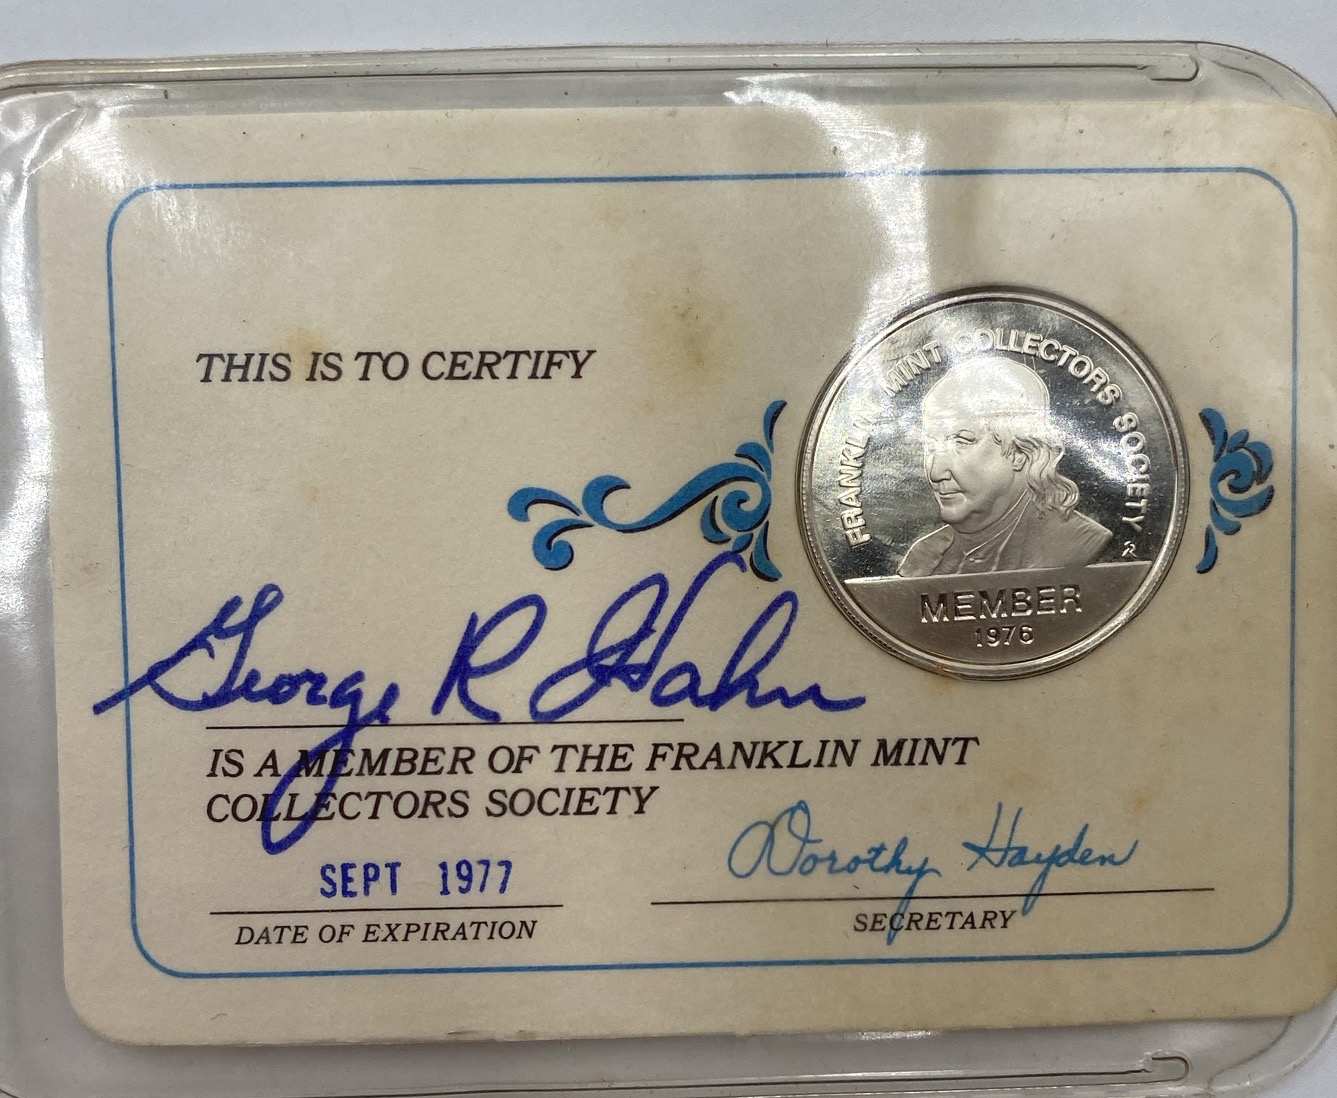 THIS IS TO CERTIFY
FRANKLIN MINT COLLECTORS SOCIETY
MEMBER
1976
George R Hahn
IS A MEMBER OF THE FRANKLIN MINT
COLLECTORS SOCIETY
SEPT 1977
DATE OF EXPIRATION
Dorothy Hayden
SECRETARY